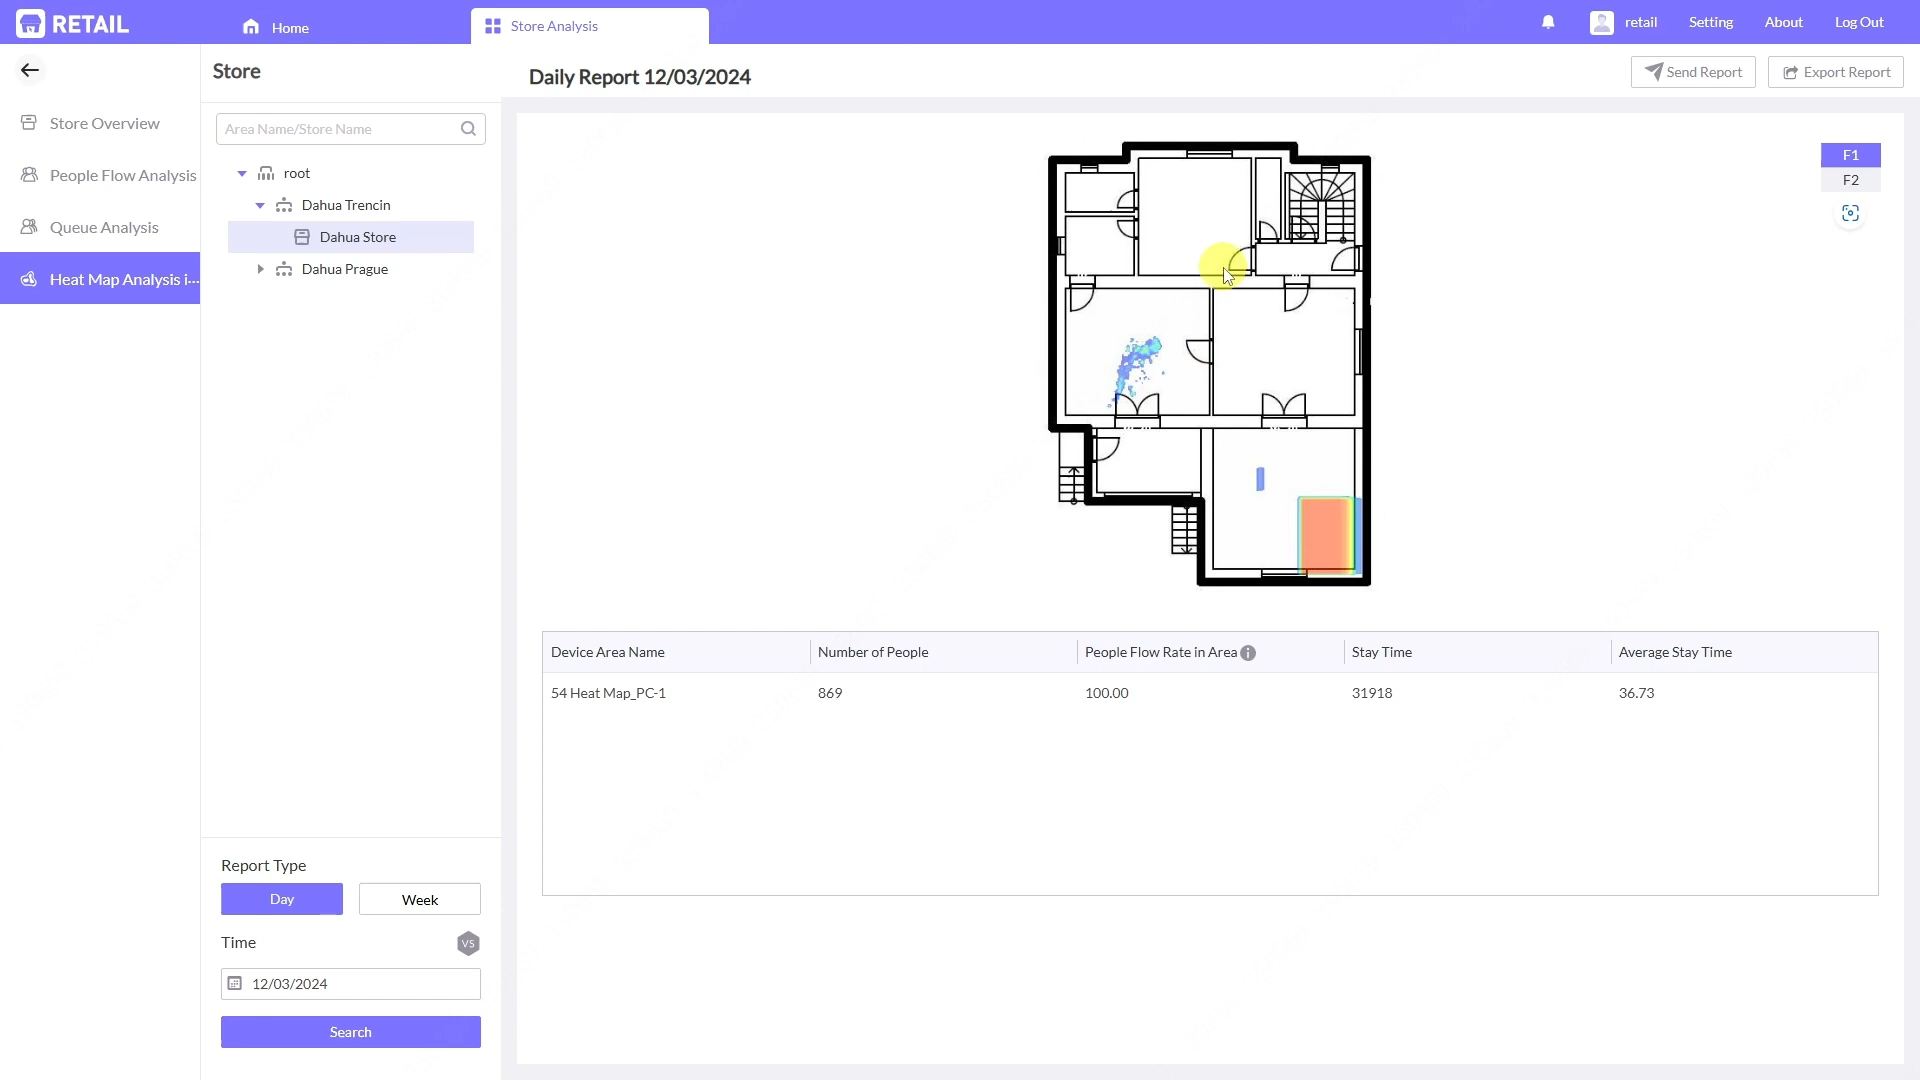 RETAIL
Home
Store Analysis
retail
Setting
About
Log Out
Store Overview
People Flow Analysis
Queue Analysis
Heat Map Analysis i...
Store
Area Name/Store Name
root
Dahua Trencin
Dahua Store
Dahua Prague
Report Type
Day
Week
Time
VS
12/03/2024
Search
Daily Report 12/03/2024
Send Report
Export Report
F1
F2
Device Area Name
Number of People
People Flow Rate in Area
Stay Time
Average Stay Time
54 Heat Map_PC-1
869
100.00
31918
36.73